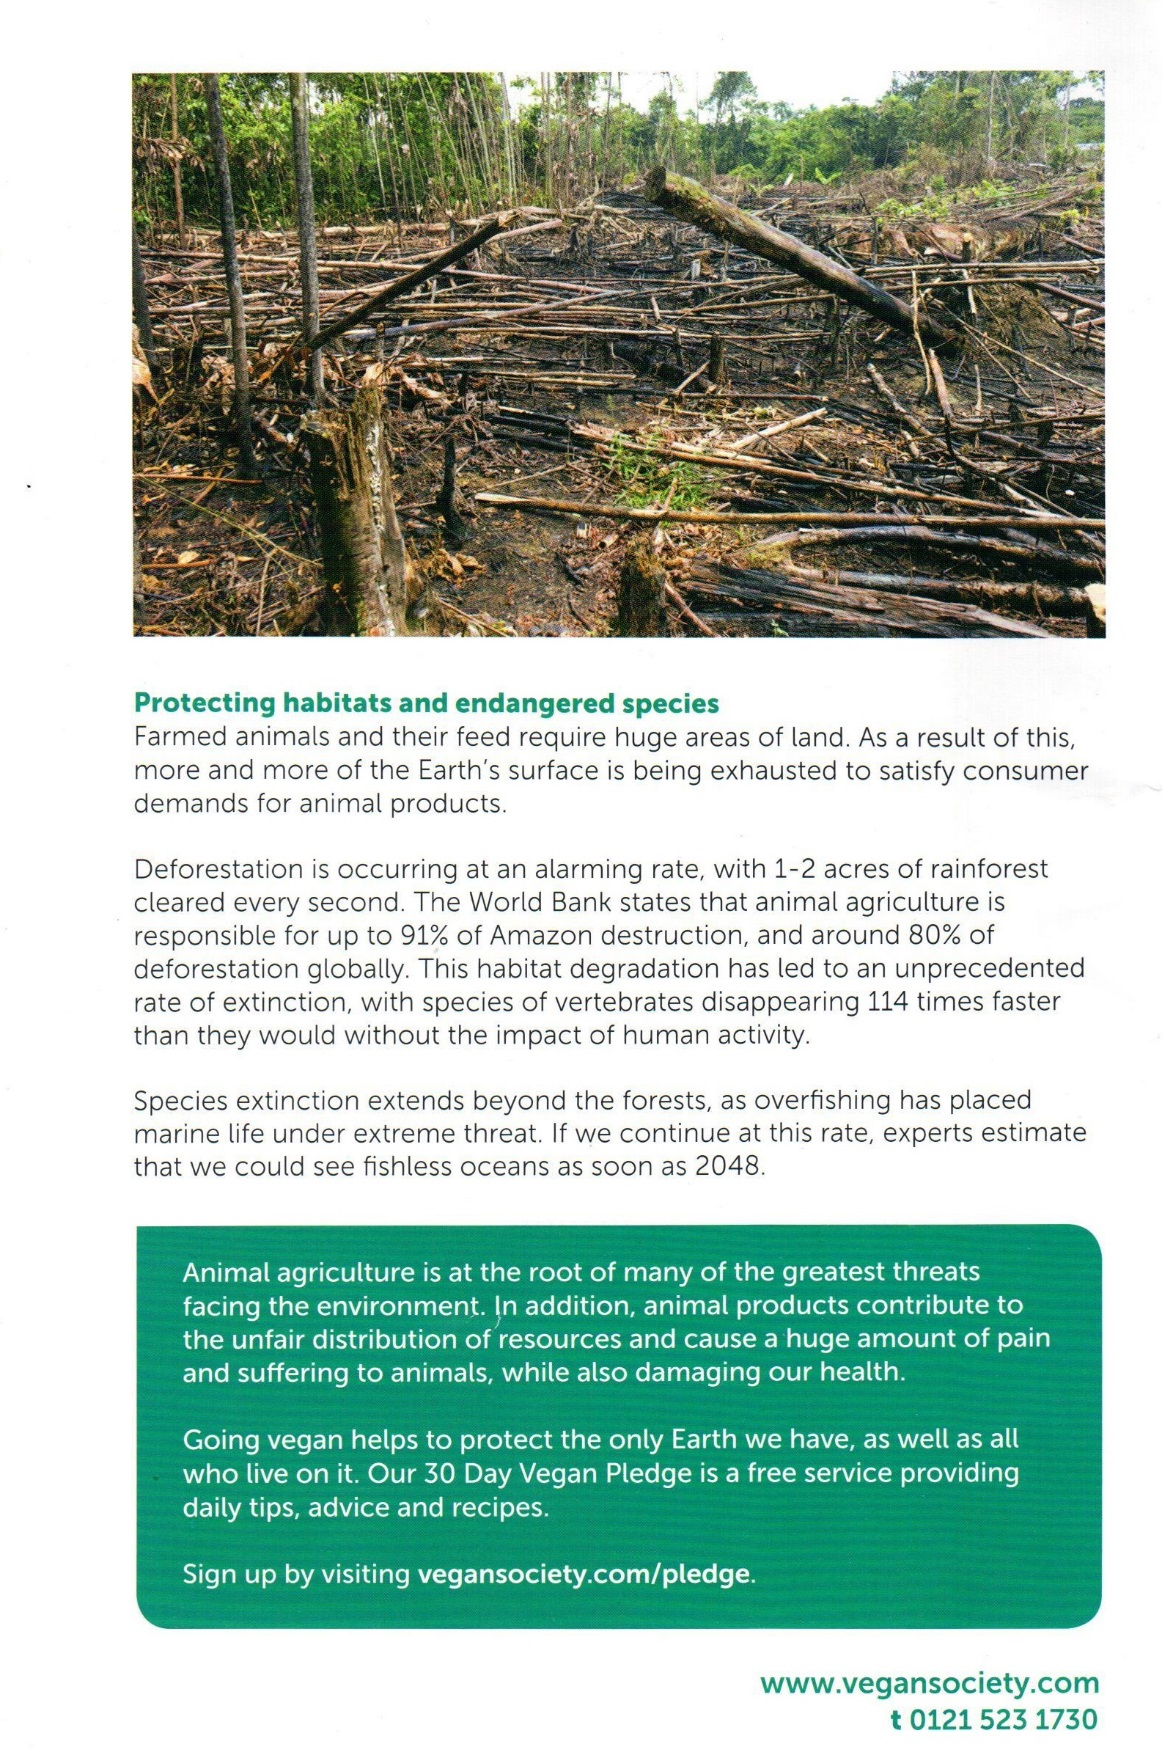 Protecting habitats and endangered species
Farmed animals and their feed require huge areas of land. As a result of this,
more and more of the Earth's surface is being exhausted to satisfy consumer
demands for animal products.
Deforestation is occurring at an alarming rate, with 1-2 acres of rainforest
cleared every second. The World Bank states that animal agriculture is
responsible for up to 91% of Amazon destruction, and around 80% of
deforestation globally. This habitat degradation has led to an unprecedented
rate of extinction, with species of vertebrates disappearing 114 times faster
than they would without the impact of human activity.
Species extinction extends beyond the forests, as overfishing has placed
marine life under extreme threat. If we continue at this rate, experts estimate
that we could see fishless oceans as soon as 2048.
Animal agriculture is at the root of many of the greatest threats
facing the environment. In addition, animal products contribute to
the unfair distribution of resources and cause a huge amount of pain
and suffering to animals, while also damaging our health.
Going vegan helps to protect the only Earth we have, as well as all
who live on it. Our 30 Day Vegan Pledge is a free service providing
daily tips, advice and recipes.
Sign up by visiting vegansociety.com/pledge.
www.vegansociety.com
t 0121 523 1730